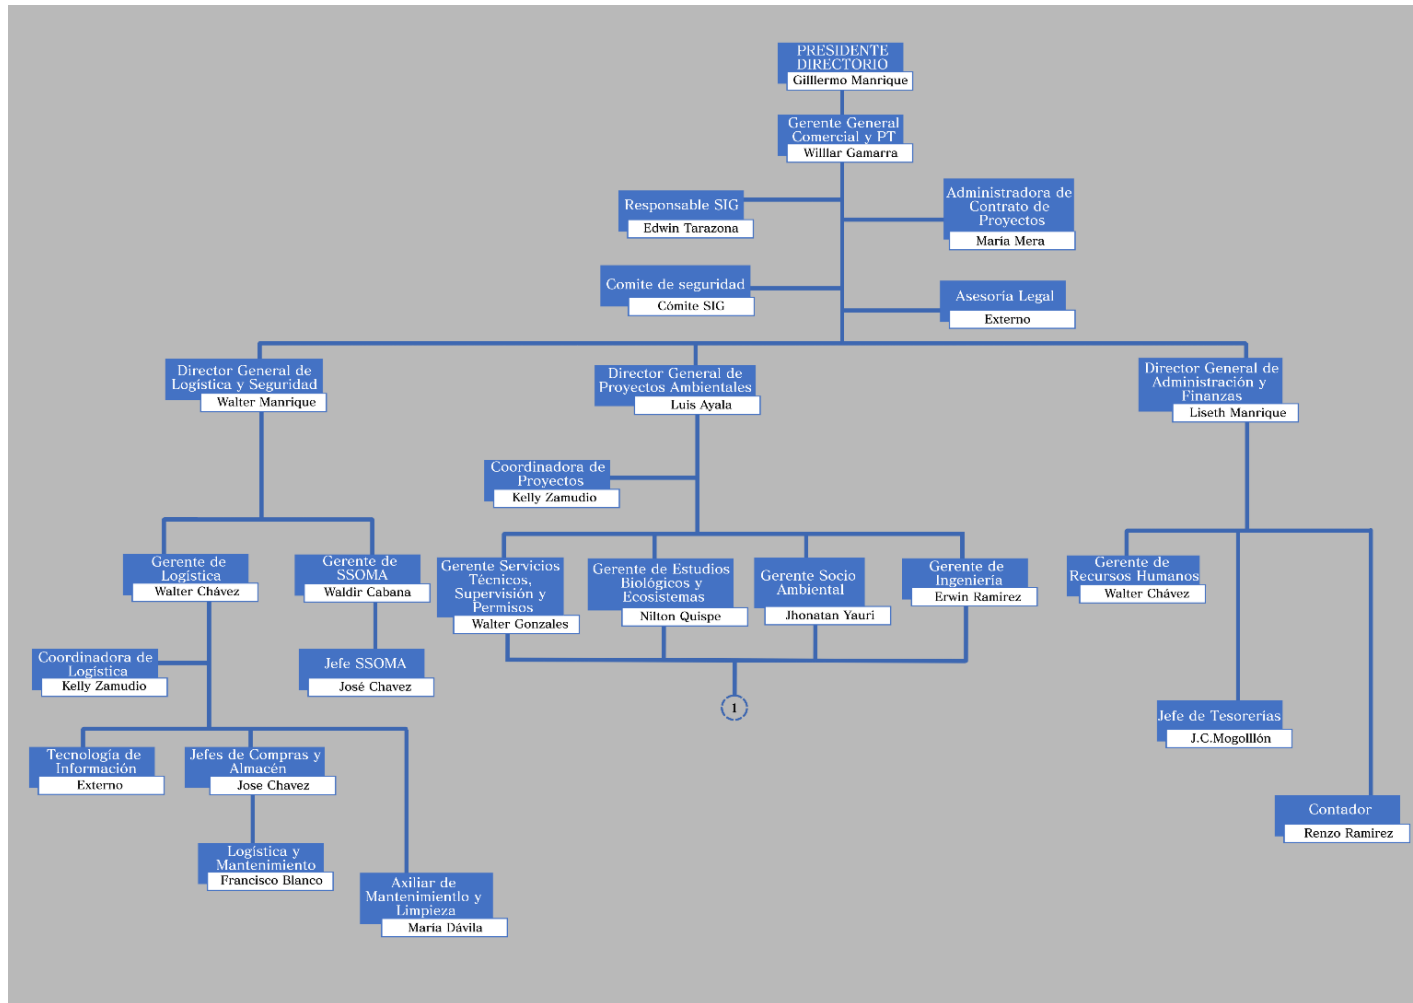 PRESIDENTE
DIRECTORIO
Gilllermo Manrique
Gerente General
Comercial y PT
Willlar Gamarra
Responsable SIG
Edwin Tarazona
Administradora de
Contrato de
Proyectos
María Mera
Comite de seguridad
Cómite SIG
Asesoría Legal
Externo
Director General de
Logística y Seguridad
Walter Manrique
Director General de
Proyectos Ambientales
Luis Ayala
Director General de
Administración y
Finanzas
Liseth Manrique
Coordinadora de
Proyectos
Kelly Zamudio
Gerente de
Logística
Walter Chávez
Gerente de
SSOMA
Waldir Cabana
Gerente Servicios
Técnicos,
Supervisión y
Permisos
Walter Gonzales
Gerente de Estudios
Biológicos y
Ecosistemas
Nilton Quispe
Gerente Socio
Ambiental
Jhonatan Yauri
Gerente de
Ingeniería
Erwin Ramirez
Gerente de
Recursos Humanos
Walter Chávez
Coordinadora de
Logística
Kelly Zamudio
Jefe SSOMA
José Chavez
1
Jefe de Tesorerías
J.C.Mogolllón
Tecnología de
Información
Externo
Jefes de Compras y
Almacén
Jose Chavez
Contador
Renzo Ramirez
Logística y
Mantenimiento
Francisco Blanco
Axiliar de
Mantenimientlo y
Limpieza
María Dávila